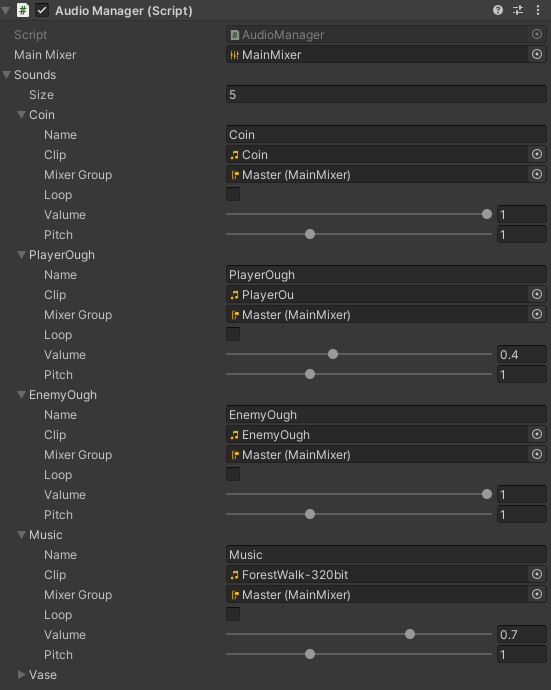 Audio Manager (Script)
Script AudioManager
Main Mixer MainMixer
Sounds
Size 5
Coin
Name Coin
Clip Coin
Mixer Group Master (MainMixer)
Loop
Valume 1
Pitch 1
PlayerOugh
Name PlayerOugh
Clip PlayerOu
Mixer Group Master (MainMixer)
Loop
Valume 0.4
Pitch 1
EnemyOugh
Name EnemyOugh
Clip EnemyOugh
Mixer Group Master (MainMixer)
Loop
Valume 1
Pitch 1
Music
Name Music
Clip ForestWalk-320bit
Mixer Group Master (MainMixer)
Loop
Valume 0.7
Pitch 1
Vase